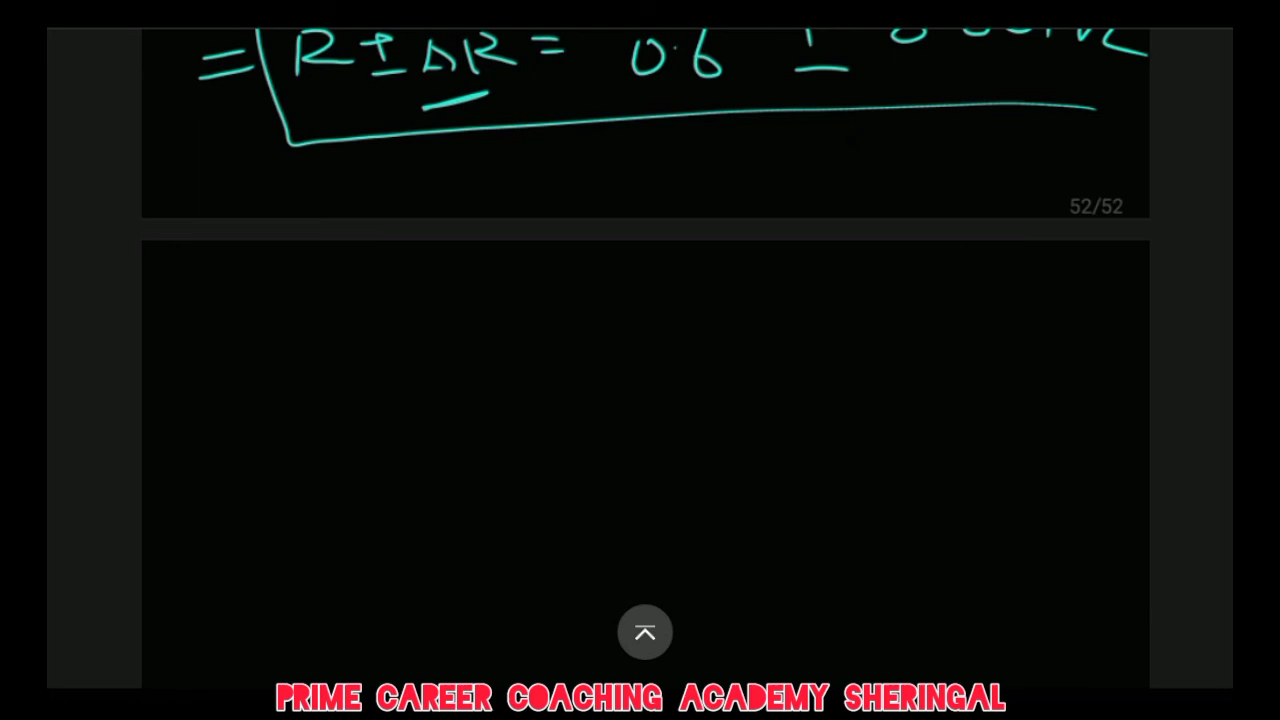 = R ± ΔR = 0.6 ±
52/52
PRIME CAREER COACHING ACADEMY SHERINGAL